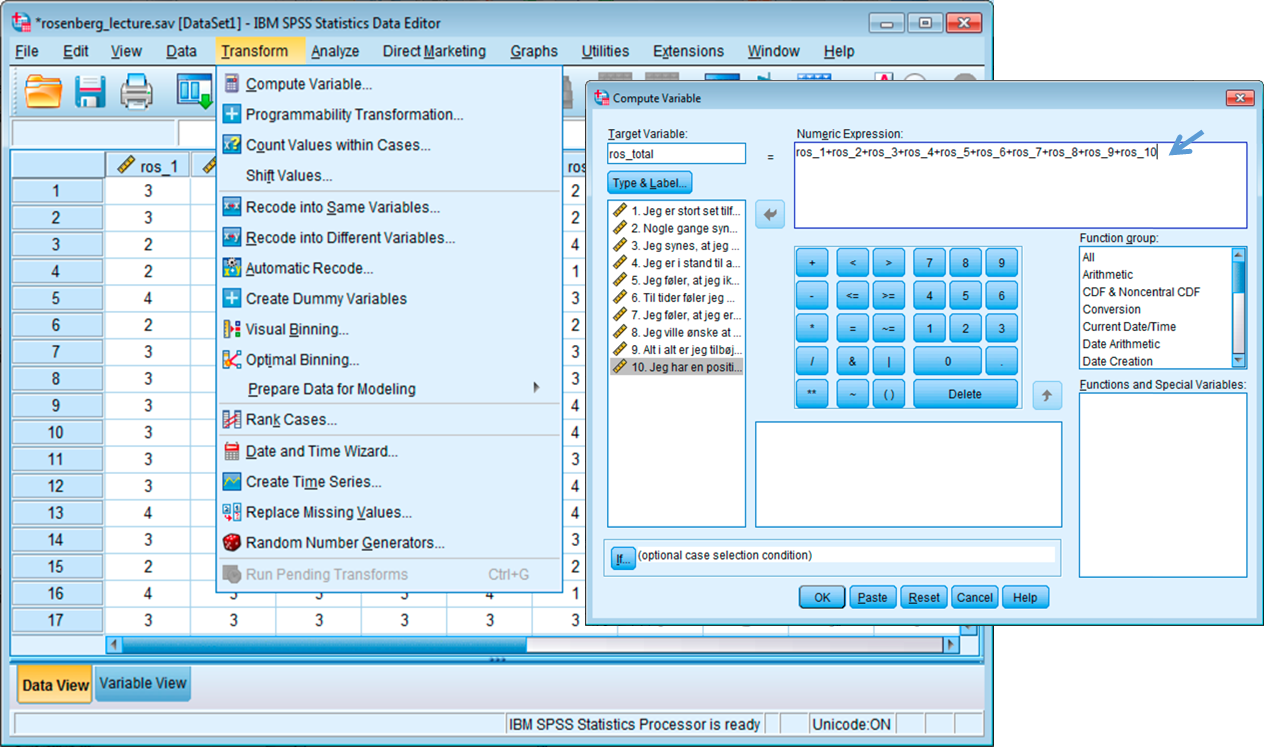 *rosenberg_lecture.sav [DataSet1] - IBM SPSS Statistics Data Editor
File Edit View Data Transform Analyze Direct Marketing Graphs Utilities Extensions Window Help
Compute Variable...
Programmability Transformation...
Count Values within Cases...
Shift Values...
Recode into Same Variables...
Recode into Different Variables...
Automatic Recode...
Create Dummy Variables
Visual Binning...
Optimal Binning...
Prepare Data for Modeling
Rank Cases...
Date and Time Wizard...
Create Time Series...
Replace Missing Values...
Random Number Generators...
Run Pending Transforms Ctrl+G
ros_1 ros
1 3 2
2 3 2
3 2 4
4 2 1
5 4 3
6 2 2
7 3 3
8 3 3
9 3 4
10 3 4
11 3 3
12 3 4
13 4 4
14 3 3
15 2 2
16 4 3 3 3 4 1
17 3 3 3 3 3 3
Data View Variable View
IBM SPSS Statistics Processor is ready Unicode:ON
Compute Variable
Target Variable:
ros_total
=
Numeric Expression:
ros_1+ros_2+ros_3+ros_4+ros_5+ros_6+ros_7+ros_8+ros_9+ros_10
Type & Label...
1. Jeg er stort set tilf...
2. Nogle gange syn...
3. Jeg synes, at jeg ...
4. Jeg er i stand til a...
5. Jeg føler, at jeg ik...
6. Til tider føler jeg ...
7. Jeg føler, at jeg er...
8. Jeg ville ønske at ...
9. Alt i alt er jeg tilbøj...
10. Jeg har en positi...
+ < > 7 8 9
- <= >= 4 5 6
* = ~= 1 2 3
/ & | 0 .
** ~ ( ) Delete
Function group:
All
Arithmetic
CDF & Noncentral CDF
Conversion
Current Date/Time
Date Arithmetic
Date Creation
Functions and Special Variables:
If... (optional case selection condition)
OK Paste Reset Cancel Help